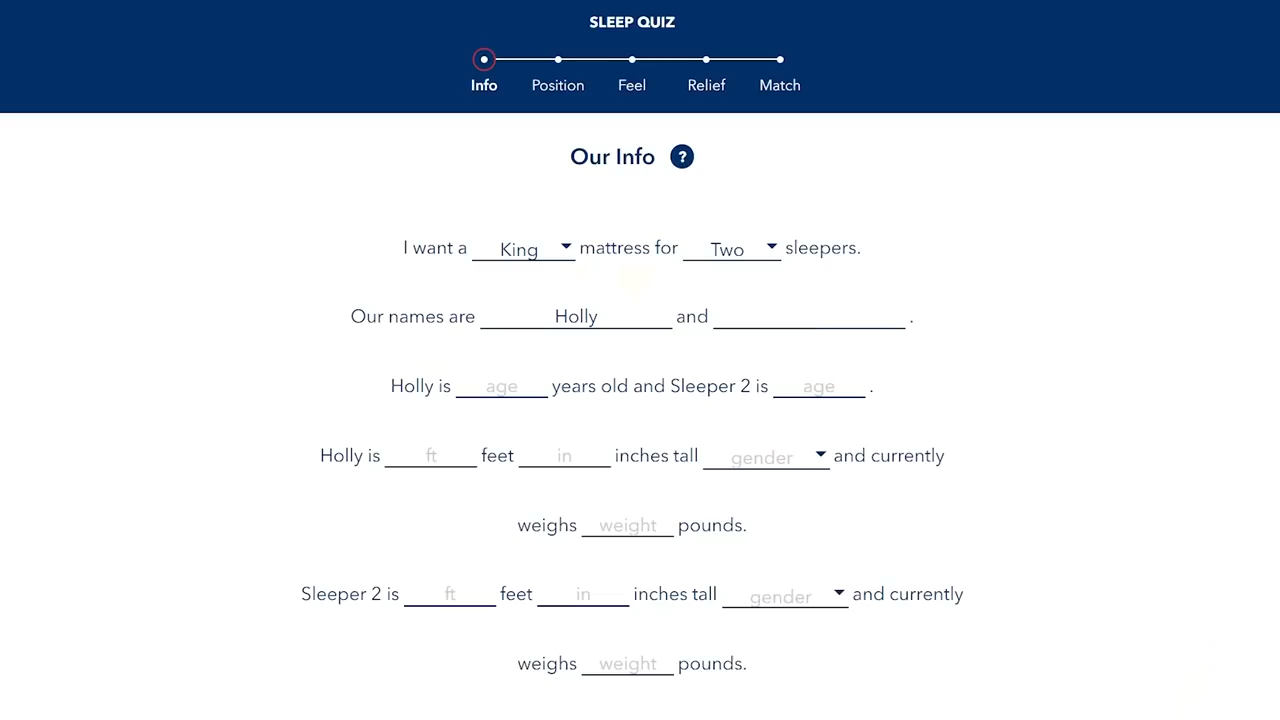 SLEEP QUIZ
Info Position Feel Relief Match
Our Info ?
I want a King mattress for Two sleepers.
Our names are Holly and .
Holly is age years old and Sleeper 2 is age .
Holly is ft feet in inches tall gender and currently
weighs weight pounds.
Sleeper 2 is ft feet in inches tall gender and currently
weighs weight pounds.